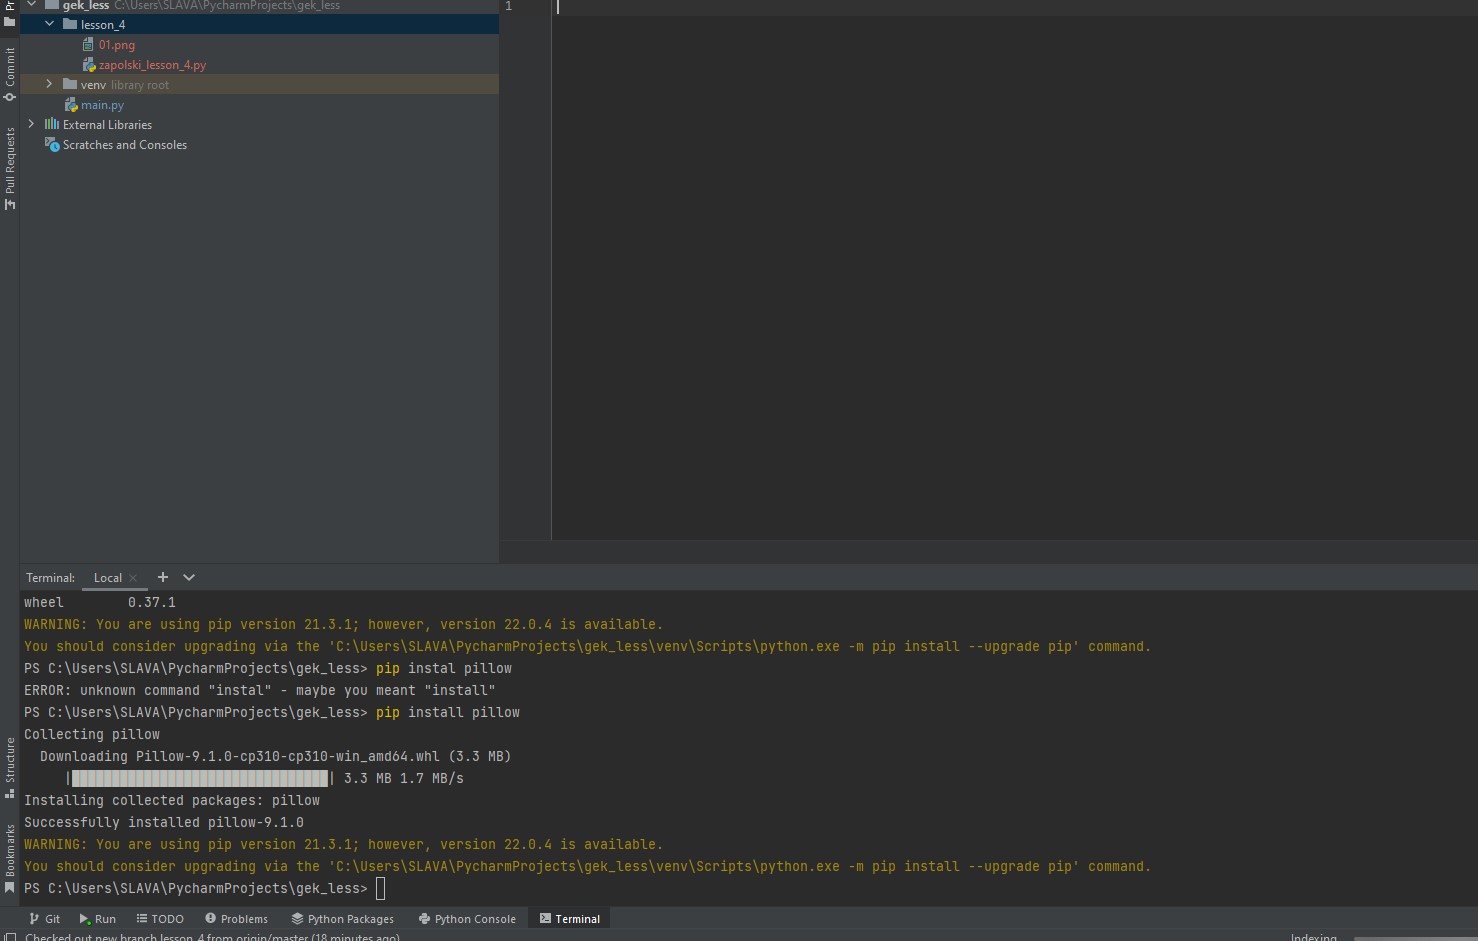 gek_less C:\Users\SLAVA\PycharmProjects\gek_less
1
lesson_4
01.png
zapolski_lesson_4.py
venv library root
main.py
External Libraries
Scratches and Consoles
Commit
Pull Requests
Structure
Bookmarks
Terminal: Local
wheel 0.37.1
WARNING: You are using pip version 21.3.1; however, version 22.0.4 is available.
You should consider upgrading via the 'C:\Users\SLAVA\PycharmProjects\gek_less\venv\Scripts\python.exe -m pip install --upgrade pip' command.
PS C:\Users\SLAVA\PycharmProjects\gek_less> pip instal pillow
ERROR: unknown command "instal" - maybe you meant "install"
PS C:\Users\SLAVA\PycharmProjects\gek_less> pip install pillow
Collecting pillow
Downloading Pillow-9.1.0-cp310-cp310-win_amd64.whl (3.3 MB)
|████████████████████████████████| 3.3 MB 1.7 MB/s
Installing collected packages: pillow
Successfully installed pillow-9.1.0
WARNING: You are using pip version 21.3.1; however, version 22.0.4 is available.
You should consider upgrading via the 'C:\Users\SLAVA\PycharmProjects\gek_less\venv\Scripts\python.exe -m pip install --upgrade pip' command.
PS C:\Users\SLAVA\PycharmProjects\gek_less>
Git Run TODO Problems Python Packages Python Console Terminal
Checked out new branch lesson_4 from origin/master (18 minutes ago) Indexing